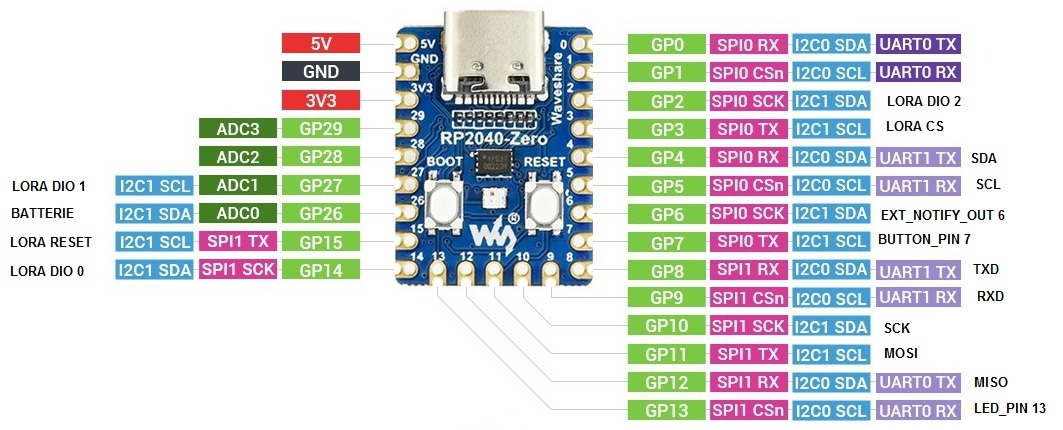 5V
GND
3V3
ADC3 GP29
ADC2 GP28
LORA DIO 1 I2C1 SCL ADC1 GP27
BATTERIE I2C1 SDA ADC0 GP26
LORA RESET I2C1 SCL SPI1 TX GP15
LORA DIO 0 I2C1 SDA SPI1 SCK GP14
5V
GND
3V3
29
28
27
26
15
14
13
12
11
10
9
0
1
2
3
4
5
6
7
8
Waveshare
RP2040-Zero
BOOT RESET
®
GP0 SPI0 RX I2C0 SDA UART0 TX
GP1 SPI0 CSn I2C0 SCL UART0 RX
GP2 SPI0 SCK I2C1 SDA LORA DIO 2
GP3 SPI0 TX I2C1 SCL LORA CS
GP4 SPI0 RX I2C0 SDA UART1 TX SDA
GP5 SPI0 CSn I2C0 SCL UART1 RX SCL
GP6 SPI0 SCK I2C1 SDA EXT_NOTIFY_OUT 6
GP7 SPI0 TX I2C1 SCL BUTTON_PIN 7
GP8 SPI1 RX I2C0 SDA UART1 TX TXD
GP9 SPI1 CSn I2C0 SCL UART1 RX RXD
GP10 SPI1 SCK I2C1 SDA SCK
GP11 SPI1 TX I2C1 SCL MOSI
GP12 SPI1 RX I2C0 SDA UART0 TX MISO
GP13 SPI1 CSn I2C0 SCL UART0 RX LED_PIN 13